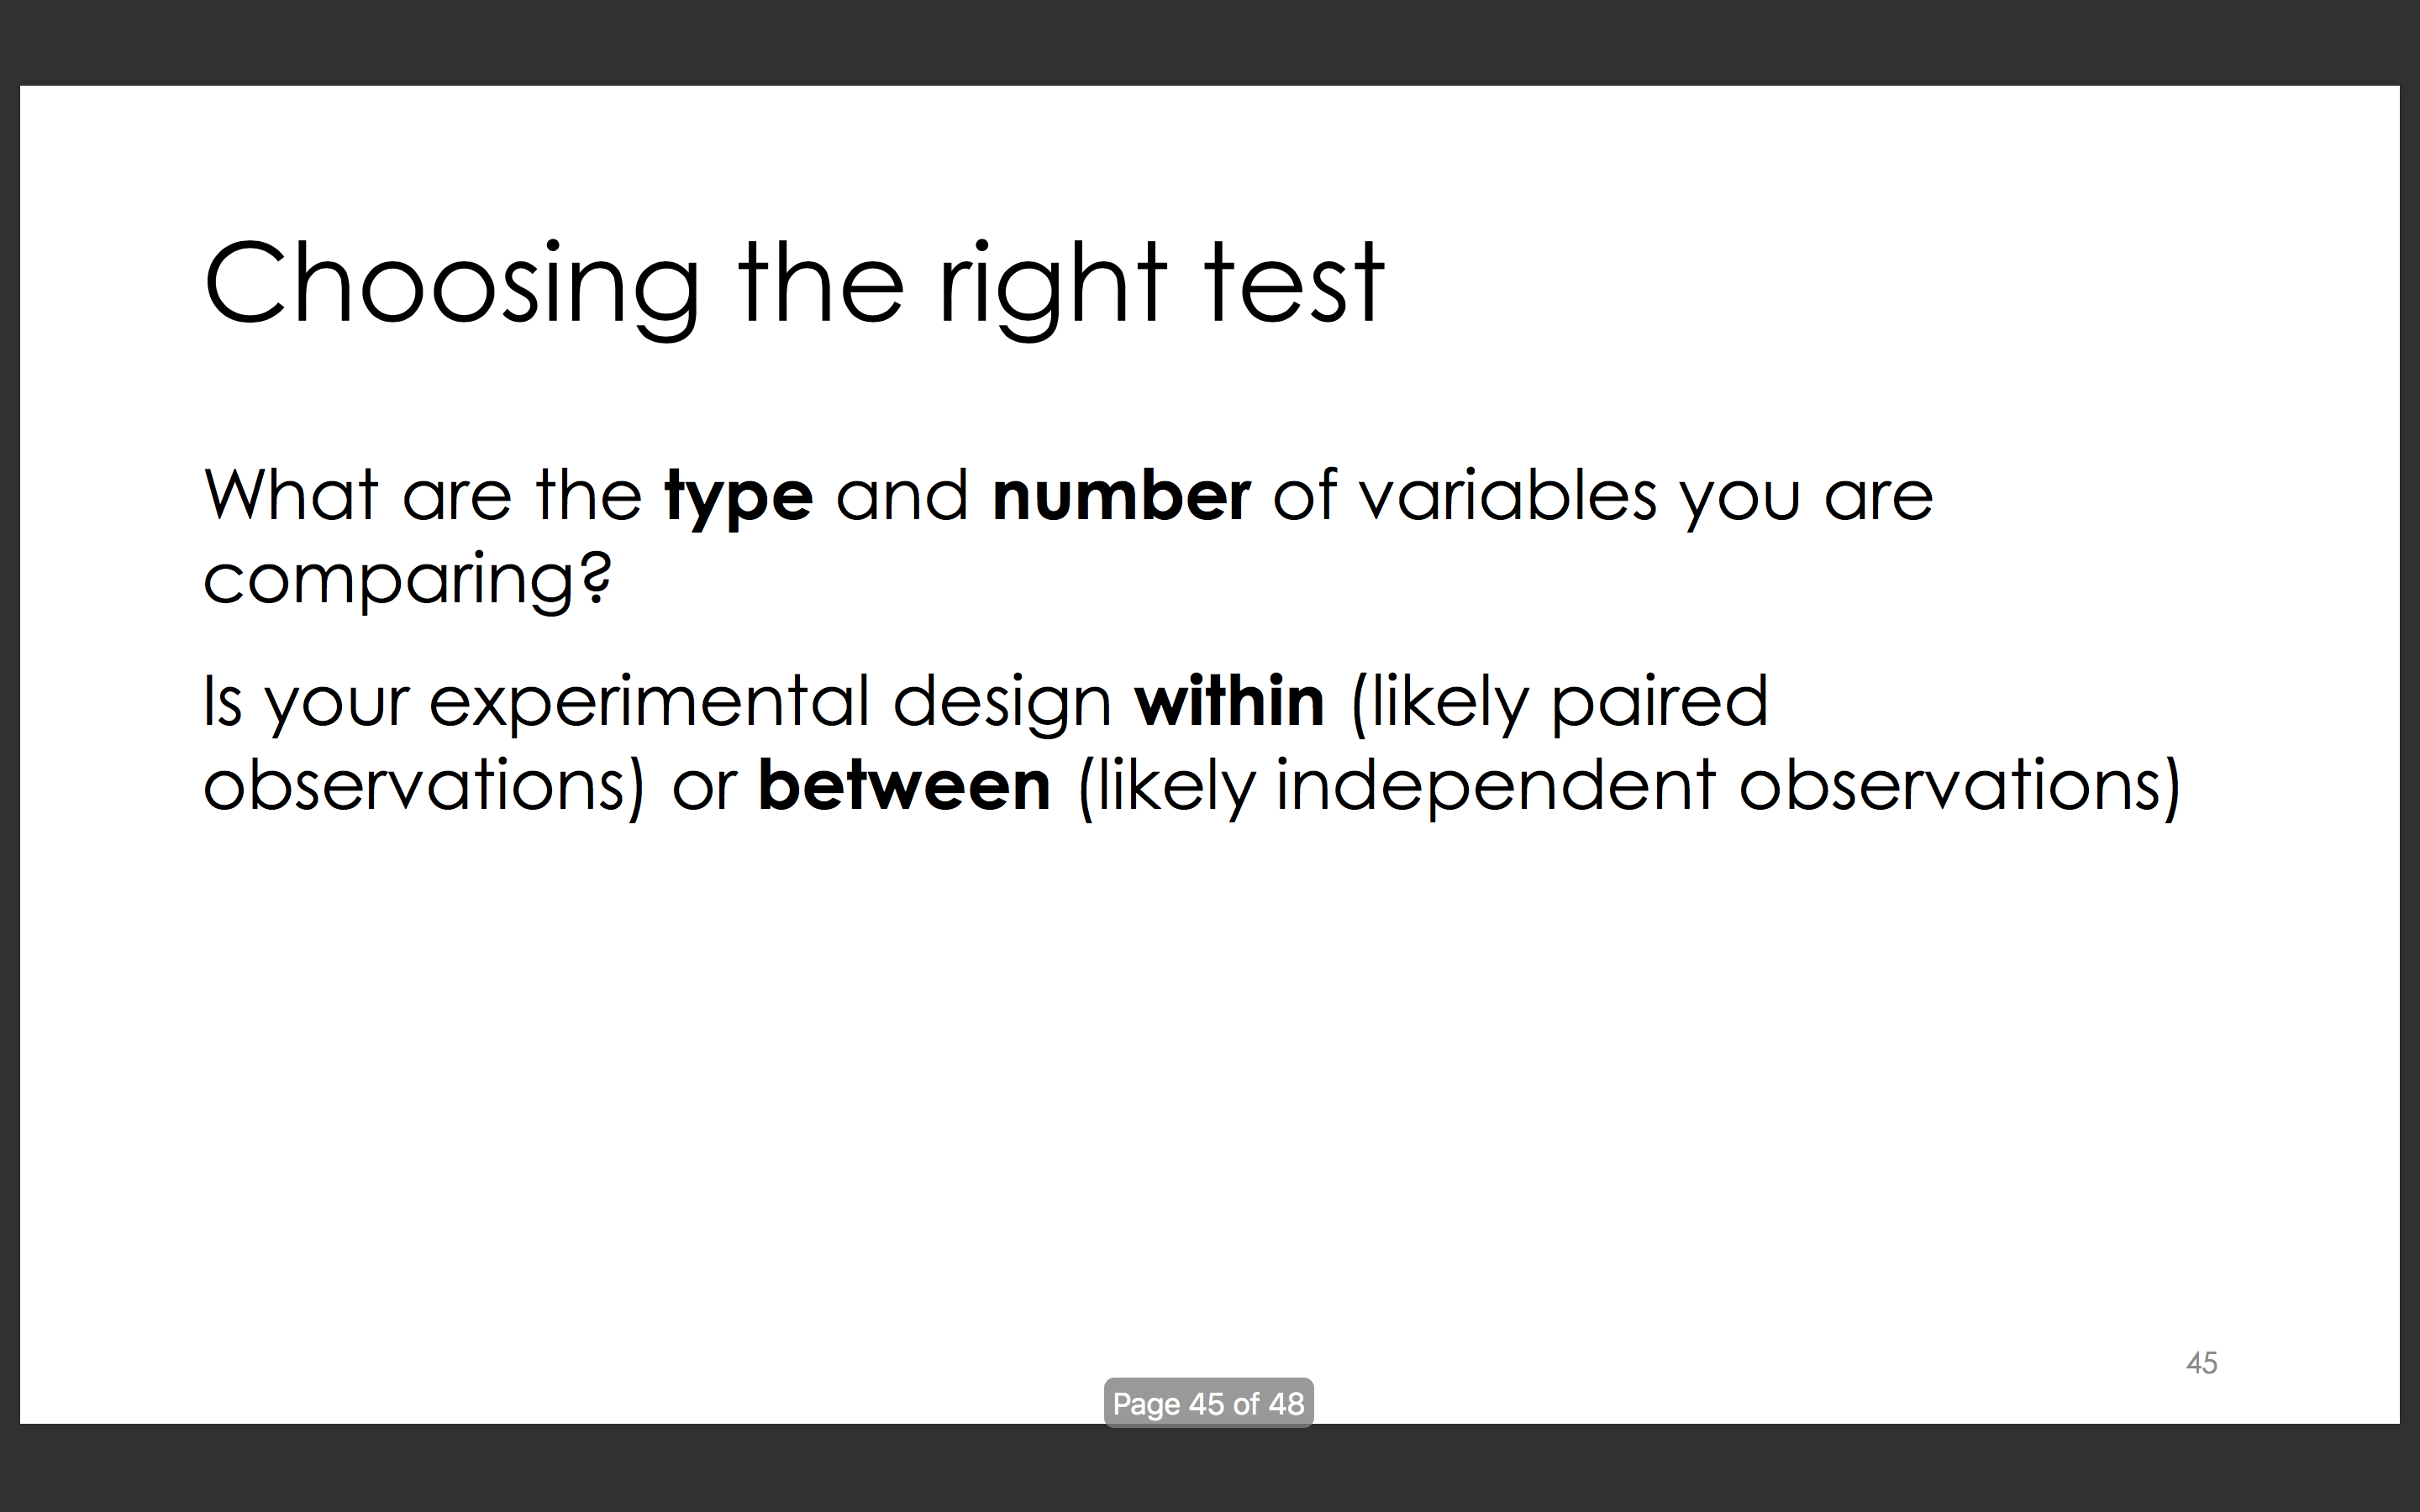 Choosing the right test
What are the type and number of variables you are
comparing?
Is your experimental design within (likely paired
observations) or between (likely independent observations)
45
Page 45 of 48